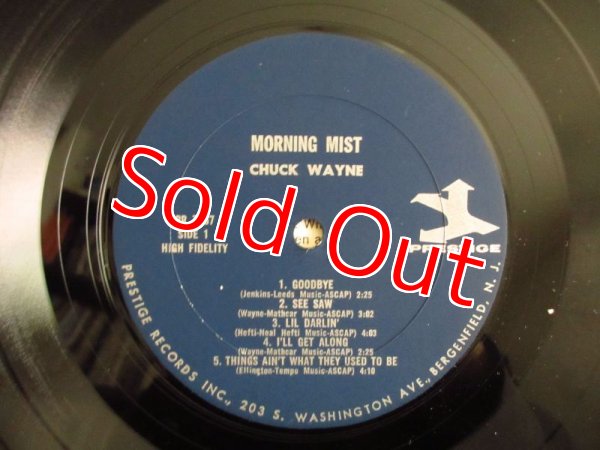 MORNING MIST
CHUCK WAYNE
SIDE 1
HIGH FIDELITY
PRESTIGE
Sold Out
1. GOODBYE
(Jenkins-Leeds Music-ASCAP) 2:25
2. SEE SAW
(Wayne-Mathcar Music-ASCAP) 3:02
3. LIL DARLIN'
(Hefti-Neal Hefti Music-ASCAP) 4:03
4. I'LL GET ALONG
(Wayne-Mathcar Music-ASCAP) 2:25
5. THINGS AIN'T WHAT THEY USED TO BE
(Ellington-Tempo Music-ASCAP) 4:10
PRESTIGE RECORDS INC., 203 S. WASHINGTON AVE., BERGENFIELD, N. J.